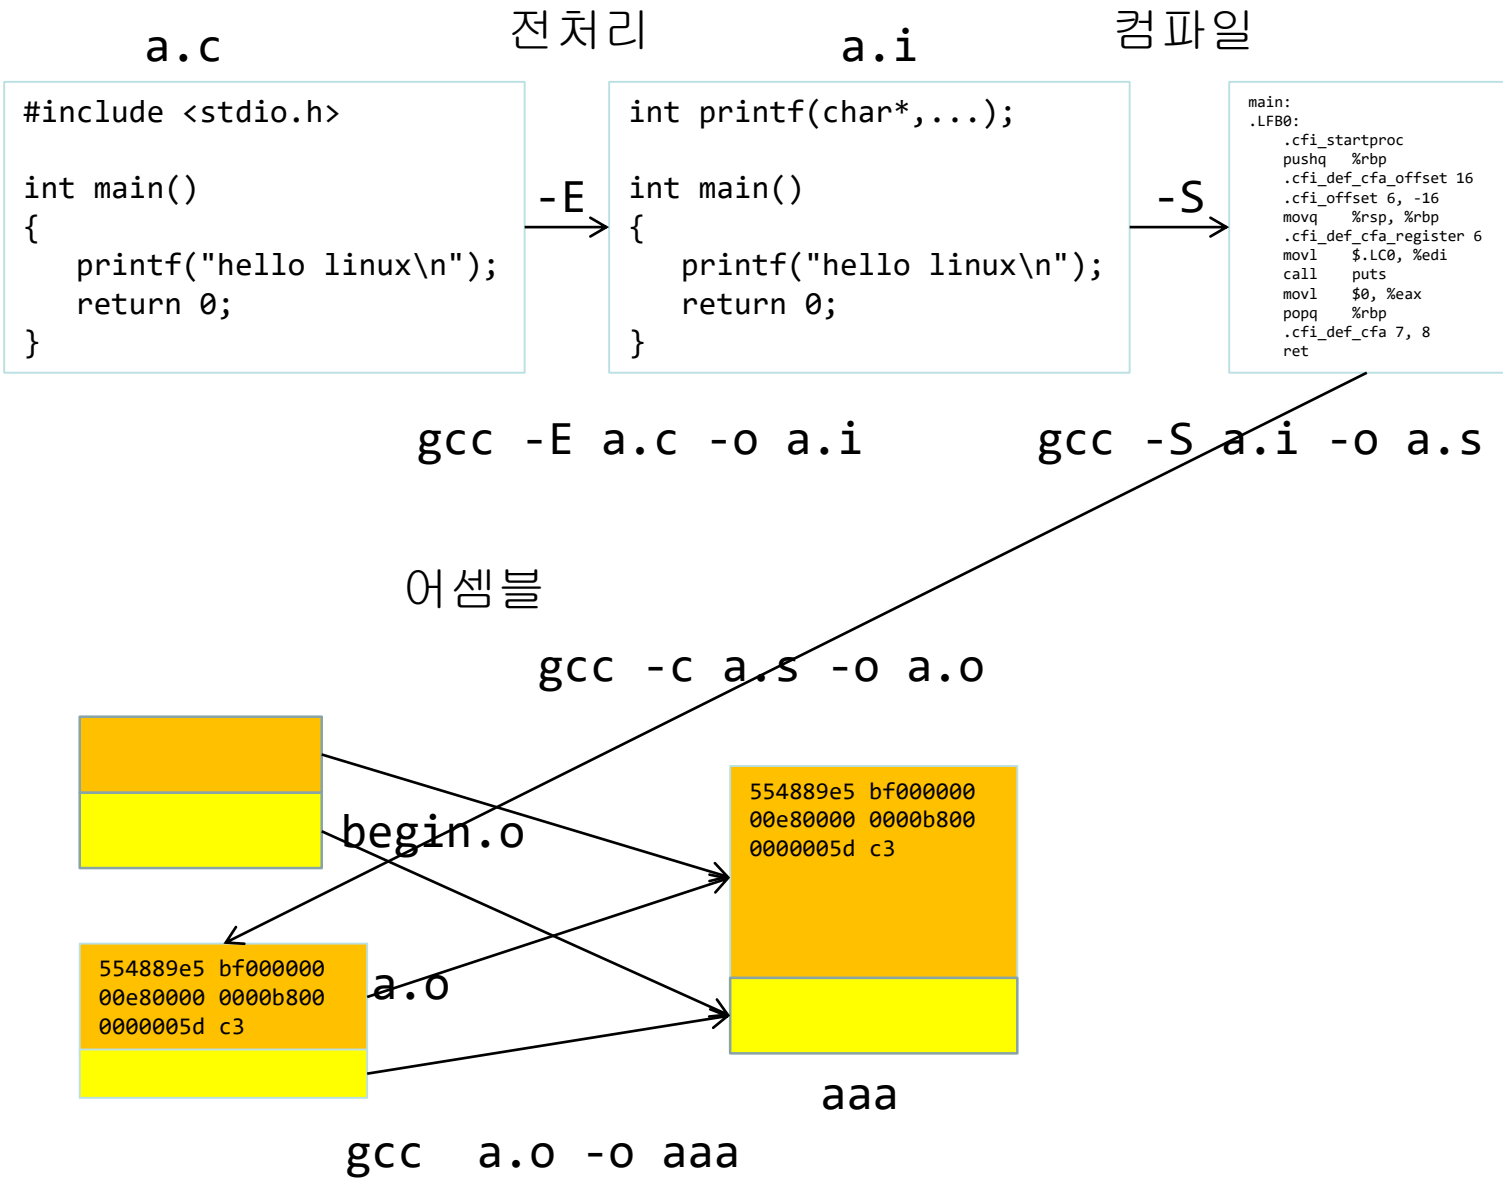 전처리
컴파일
a.c
a.i
#include <stdio.h>
int main()
{
printf("hello linux\n");
return 0;
}
-E
int printf(char*,...);
int main()
{
printf("hello linux\n");
return 0;
}
-S
main:
.LFB0:
.cfi_startproc
pushq %rbp
.cfi_def_cfa_offset 16
.cfi_offset 6, -16
movq %rsp, %rbp
.cfi_def_cfa_register 6
movl $.LC0, %edi
call puts
movl $0, %eax
popq %rbp
.cfi_def_cfa 7, 8
ret
gcc -E a.c -o a.i
gcc -S a.i -o a.s
어셈블
gcc -c a.s -o a.o
begin.o
554889e5 bf000000
00e80000 0000b800
0000005d c3
a.o
554889e5 bf000000
00e80000 0000b800
0000005d c3
aaa
gcc a.o -o aaa